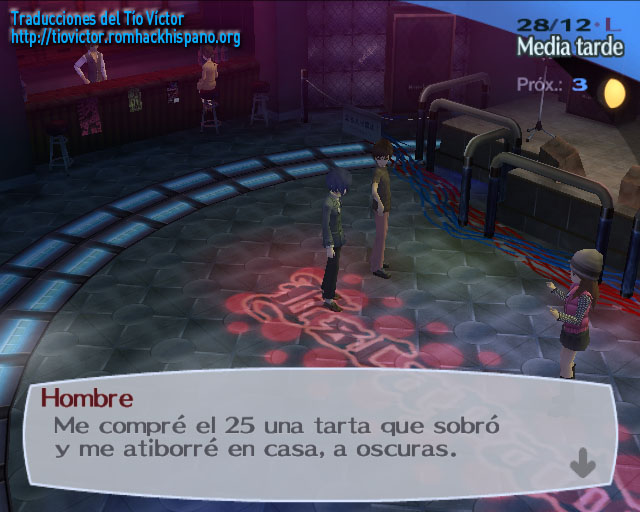 Traducciones del Tio Victor
http://tiovictor.romhackhispano.org
28/12 · L
Media tarde
Próx.: 3
Hombre
Me compré el 25 una tarta que sobró
y me atiborré en casa, a oscuras.